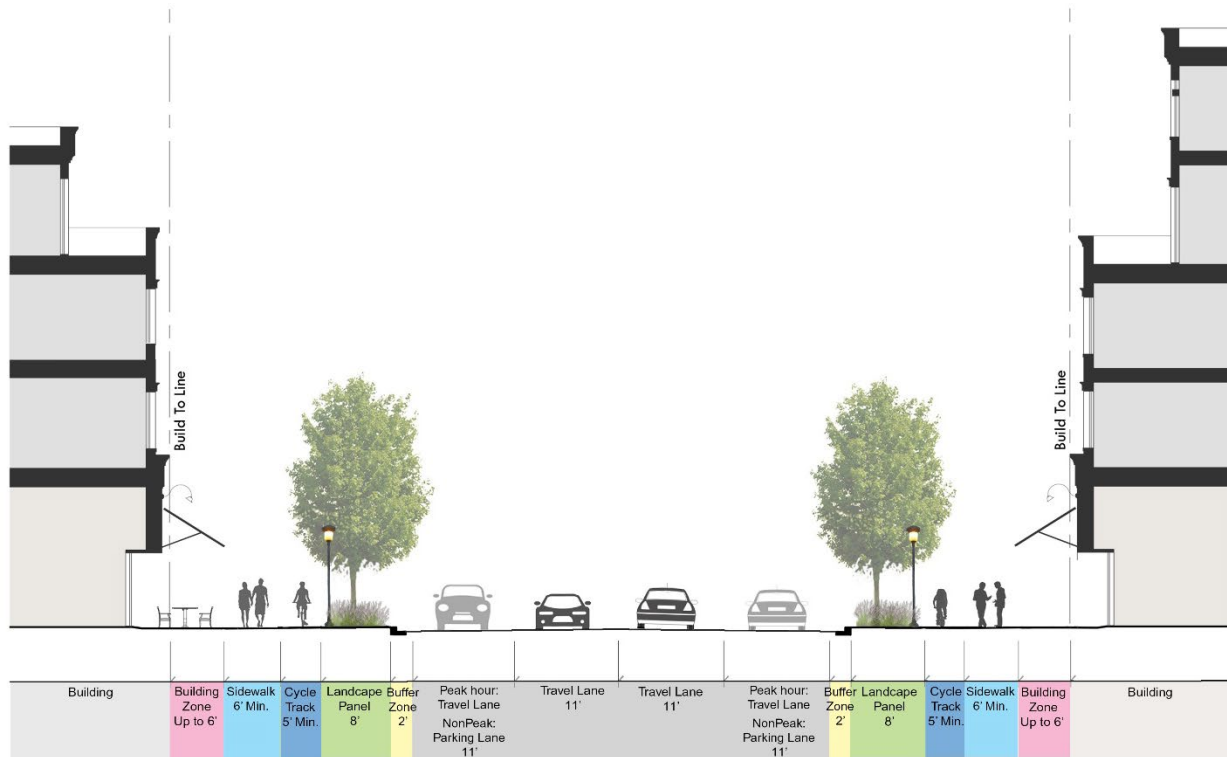 Build To Line
Build To Line
Building
Building
Zone
Up to 6'
Sidewalk
6' Min.
Cycle
Track
5' Min.
Landscape
Panel
8'
Buffer
Zone
2'
Peak hour:
Travel Lane
NonPeak:
Parking Lane
11'
Travel Lane
11'
Travel Lane
11'
Peak hour:
Travel Lane
NonPeak:
Parking Lane
11'
Buffer
Zone
2'
Landscape
Panel
8'
Cycle
Track
5' Min.
Sidewalk
6' Min.
Building
Zone
Up to 6'
Building